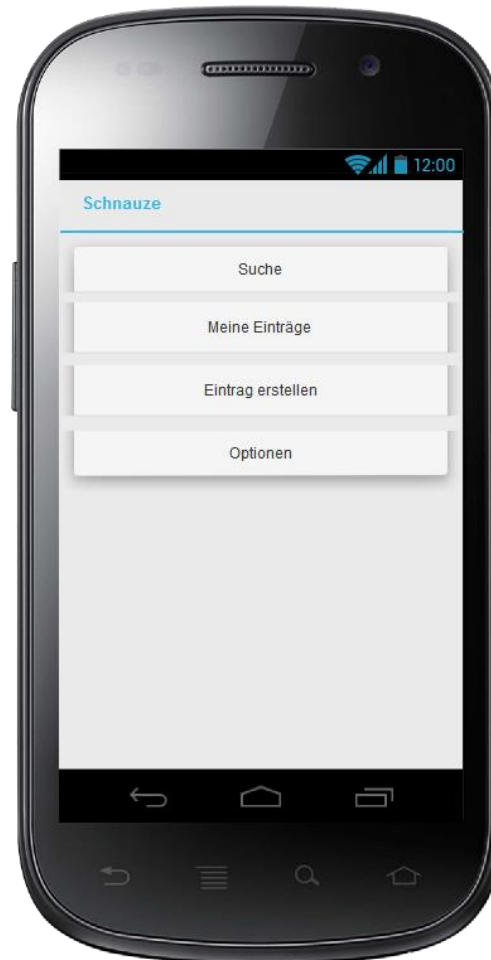 12:00
Schnauze
Suche
Meine Einträge
Eintrag erstellen
Optionen